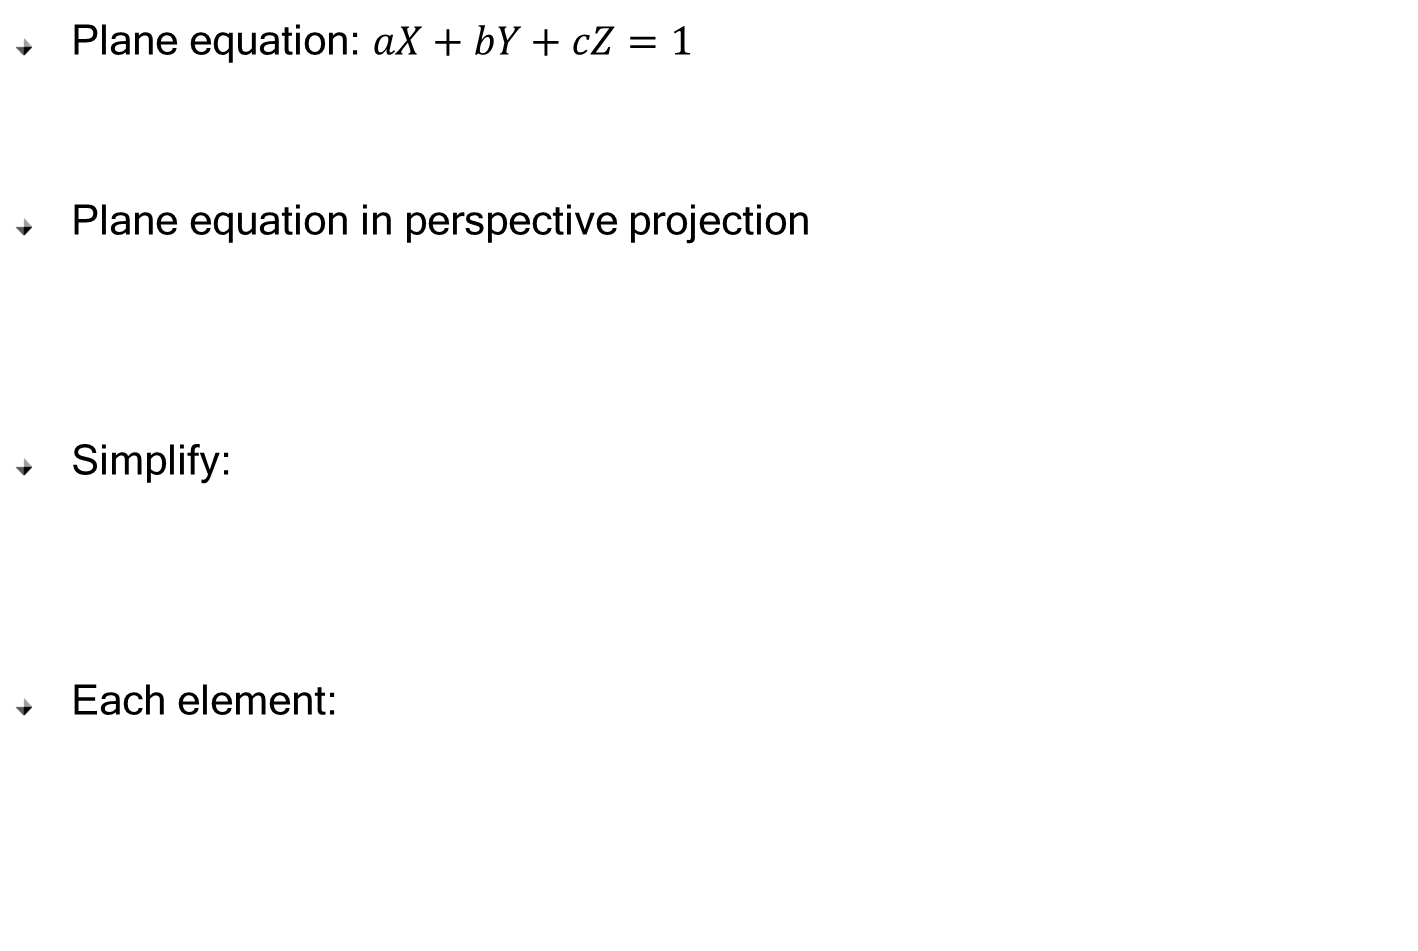 Plane equation: 𝑎𝑋 + 𝑏𝑌 + 𝑐𝑍 = 1
Plane equation in perspective projection
Simplify:
Each element: